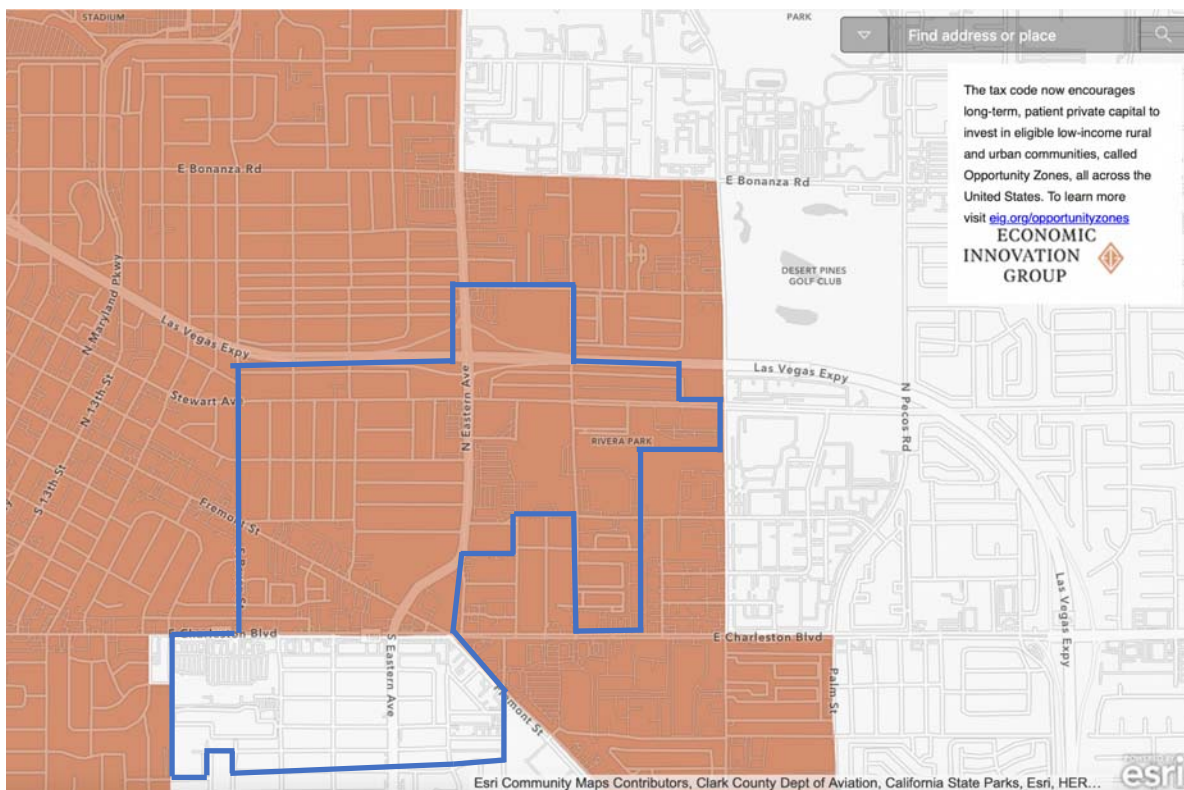 STADIUM
PARK
Find address or place
The tax code now encourages
long-term, patient private capital to
invest in eligible low-income rural
and urban communities, called
Opportunity Zones, all across the
United States. To learn more
visit eig.org/opportunityzones
ECONOMIC
INNOVATION
GROUP
E Bonanza Rd
E Bonanza Rd
DESERT PINES
GOLF CLUB
N Maryland Pkwy
Las Vegas Expy
Las Vegas Expy
N 13th St
Stewart Ave
N Eastern Ave
N Pecos Rd
RIVERA PARK
S 13th St
Fremont St
E Charleston Blvd
E Charleston Blvd
S Eastern Ave
Fremont St
Palm St
Las Vegas Expy
POWERED BY
esri
Esri Community Maps Contributors, Clark County Dept of Aviation, California State Parks, Esri, HER...